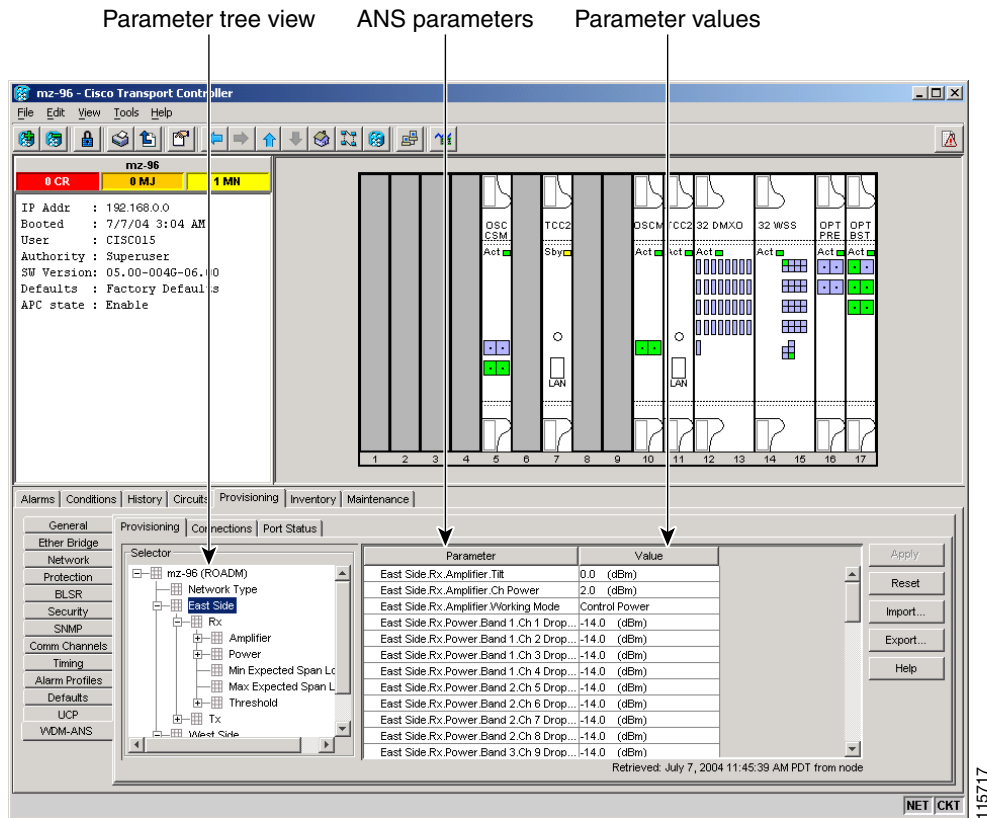 Parameter tree view
ANS parameters
Parameter values
mz-96 - Cisco Transport Controller
File Edit View Tools Help
mz-96
0 CR
0 MJ
1 MN
IP Addr : 192.168.0.0
Booted : 7/7/04 3:04 AM
User : CISCO15
Authority : Superuser
SW Version: 05.00-004G-06.00
Defaults : Factory Defaults
APC state : Enable
OSC CSM
TCC2
OSCM
TCC2
32 DMXO
32 WSS
OPT PRE
OPT BST
Act
Sby
Act
Act
Act
Act
Act
Act
LAN
LAN
1 2 3 4 5 6 7 8 9 10 11 12 13 14 15 16 17
Alarms Conditions History Circuits Provisioning Inventory Maintenance
General
Ether Bridge
Network
Protection
BLSR
Security
SNMP
Comm Channels
Timing
Alarm Profiles
Defaults
UCP
WDM-ANS
Provisioning Connections Port Status
Selector
mz-96 (ROADM)
Network Type
East Side
Rx
Amplifier
Power
Min Expected Span Lo
Max Expected Span L
Threshold
Tx
West Side
Parameter Value
East Side.Rx.Amplifier.Tilt 0.0 (dBm)
East Side.Rx.Amplifier.Ch Power 2.0 (dBm)
East Side.Rx.Amplifier.Working Mode Control Power
East Side.Rx.Power.Band 1.Ch 1 Drop... -14.0 (dBm)
East Side.Rx.Power.Band 1.Ch 2 Drop... -14.0 (dBm)
East Side.Rx.Power.Band 1.Ch 3 Drop... -14.0 (dBm)
East Side.Rx.Power.Band 1.Ch 4 Drop... -14.0 (dBm)
East Side.Rx.Power.Band 2.Ch 5 Drop... -14.0 (dBm)
East Side.Rx.Power.Band 2.Ch 6 Drop... -14.0 (dBm)
East Side.Rx.Power.Band 2.Ch 7 Drop... -14.0 (dBm)
East Side.Rx.Power.Band 2.Ch 8 Drop... -14.0 (dBm)
East Side.Rx.Power.Band 3.Ch 9 Drop... -14.0 (dBm)
Retrieved: July 7, 2004 11:45:39 AM PDT from node
Apply
Reset
Import...
Export...
Help
NET CKT
115717